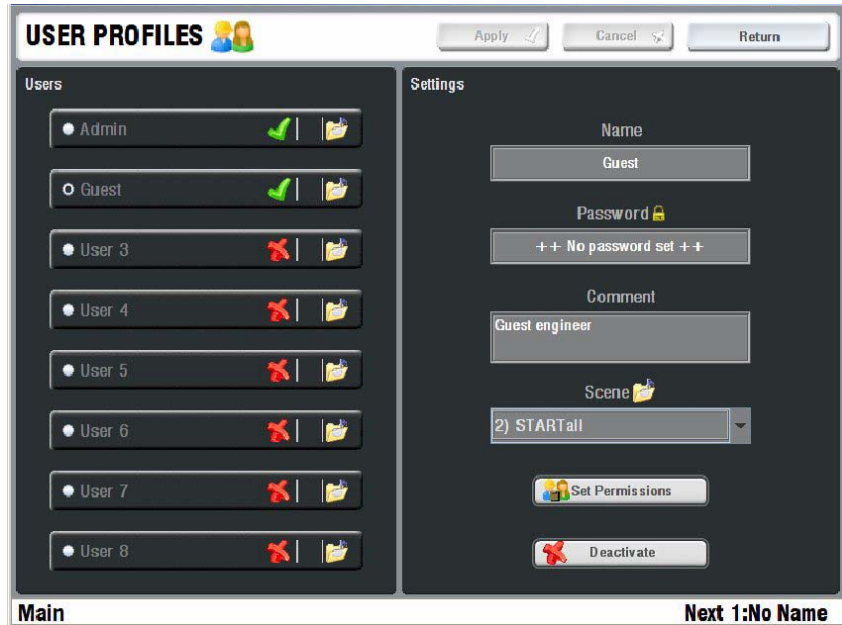 USER PROFILES
Apply
Cancel
Return
Users
Admin
Guest
User 3
User 4
User 5
User 6
User 7
User 8
Settings
Name
Guest
Password
++ No password set ++
Comment
Guest engineer
Scene
2) STARTall
Set Permissions
Deactivate
Main
Next 1:No Name